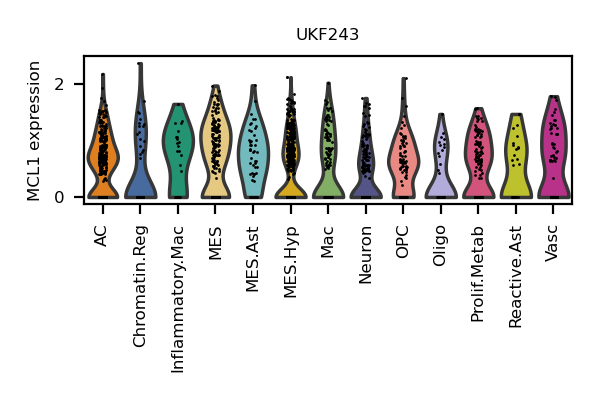 UKF243
MCL1 expression
2
0
AC
Chromatin.Reg
Inflammatory.Mac
MES
MES.Ast
MES.Hyp
Mac
Neuron
OPC
Oligo
Prolif.Metab
Reactive.Ast
Vasc